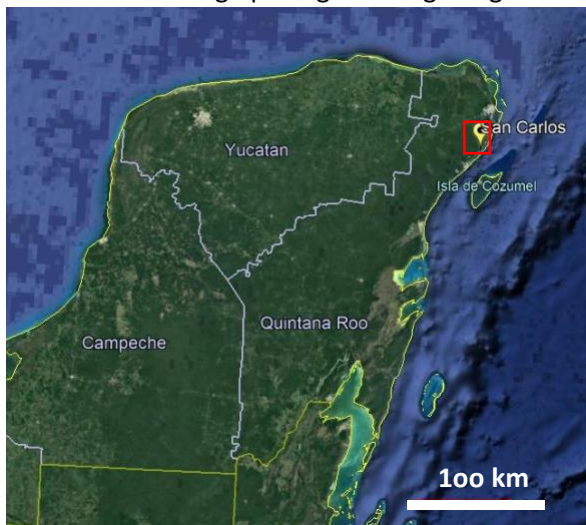 San Carlos
Yucatan
Isla de Cozumel
Quintana Roo
Campeche
1oo km